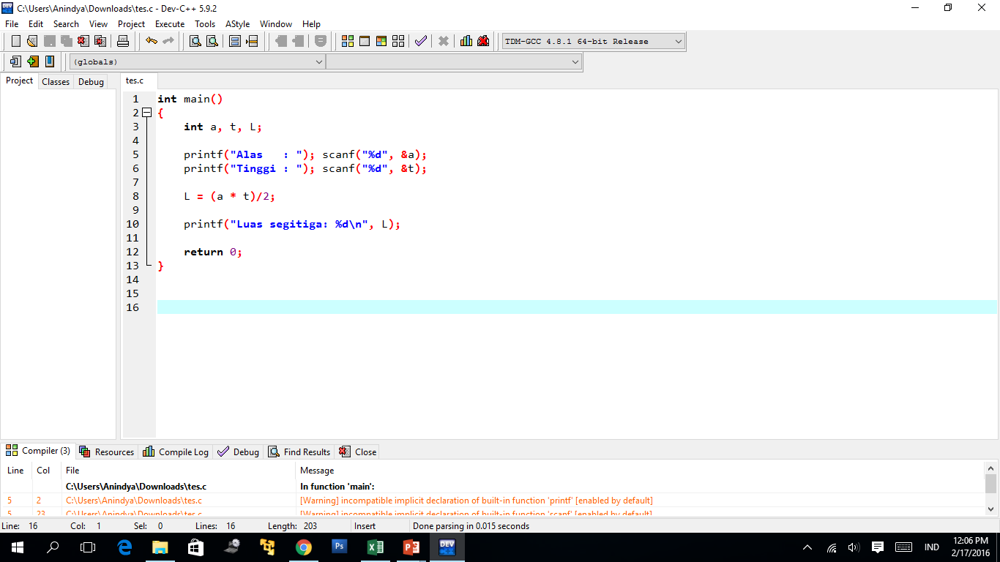 C:\Users\Anindya\Downloads\tes.c - Dev-C++ 5.9.2
File Edit Search View Project Execute Tools AStyle Window Help
TDM-GCC 4.8.1 64-bit Release
(globals)
Project Classes Debug tes.c
1 int main()
2 {
3 int a, t, L;
4
5 printf("Alas   : "); scanf("%d", &a);
6 printf("Tinggi : "); scanf("%d", &t);
7
8 L = (a * t)/2;
9
10 printf("Luas segitiga: %d\n", L);
11
12 return 0;
13 }
14
15
16
Compiler (3) Resources Compile Log Debug Find Results Close
Line Col File Message
C:\Users\Anindya\Downloads\tes.c In function 'main':
5 2 C:\Users\Anindya\Downloads\tes.c [Warning] incompatible implicit declaration of built-in function 'printf' [enabled by default]
5 23 C:\Users\Anindya\Downloads\tes.c [Warning] incompatible implicit declaration of built-in function 'scanf' [enabled by default]
Line: 16 Col: 1 Sel: 0 Lines: 16 Length: 203 Insert Done parsing in 0.015 seconds
Ps DEV IND 12:06 PM
2/17/2016